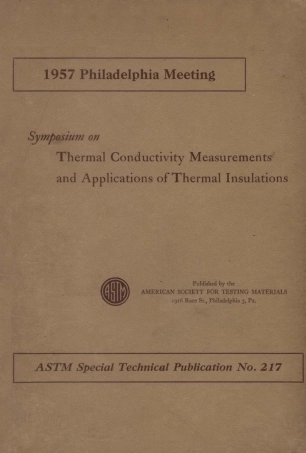 1957 Philadelphia Meeting
Symposium on
Thermal Conductivity Measurements
and Applications of Thermal Insulations
ASTM
Published by the
AMERICAN SOCIETY FOR TESTING MATERIALS
1916 Race St., Philadelphia 3, Pa.
ASTM Special Technical Publication No. 217